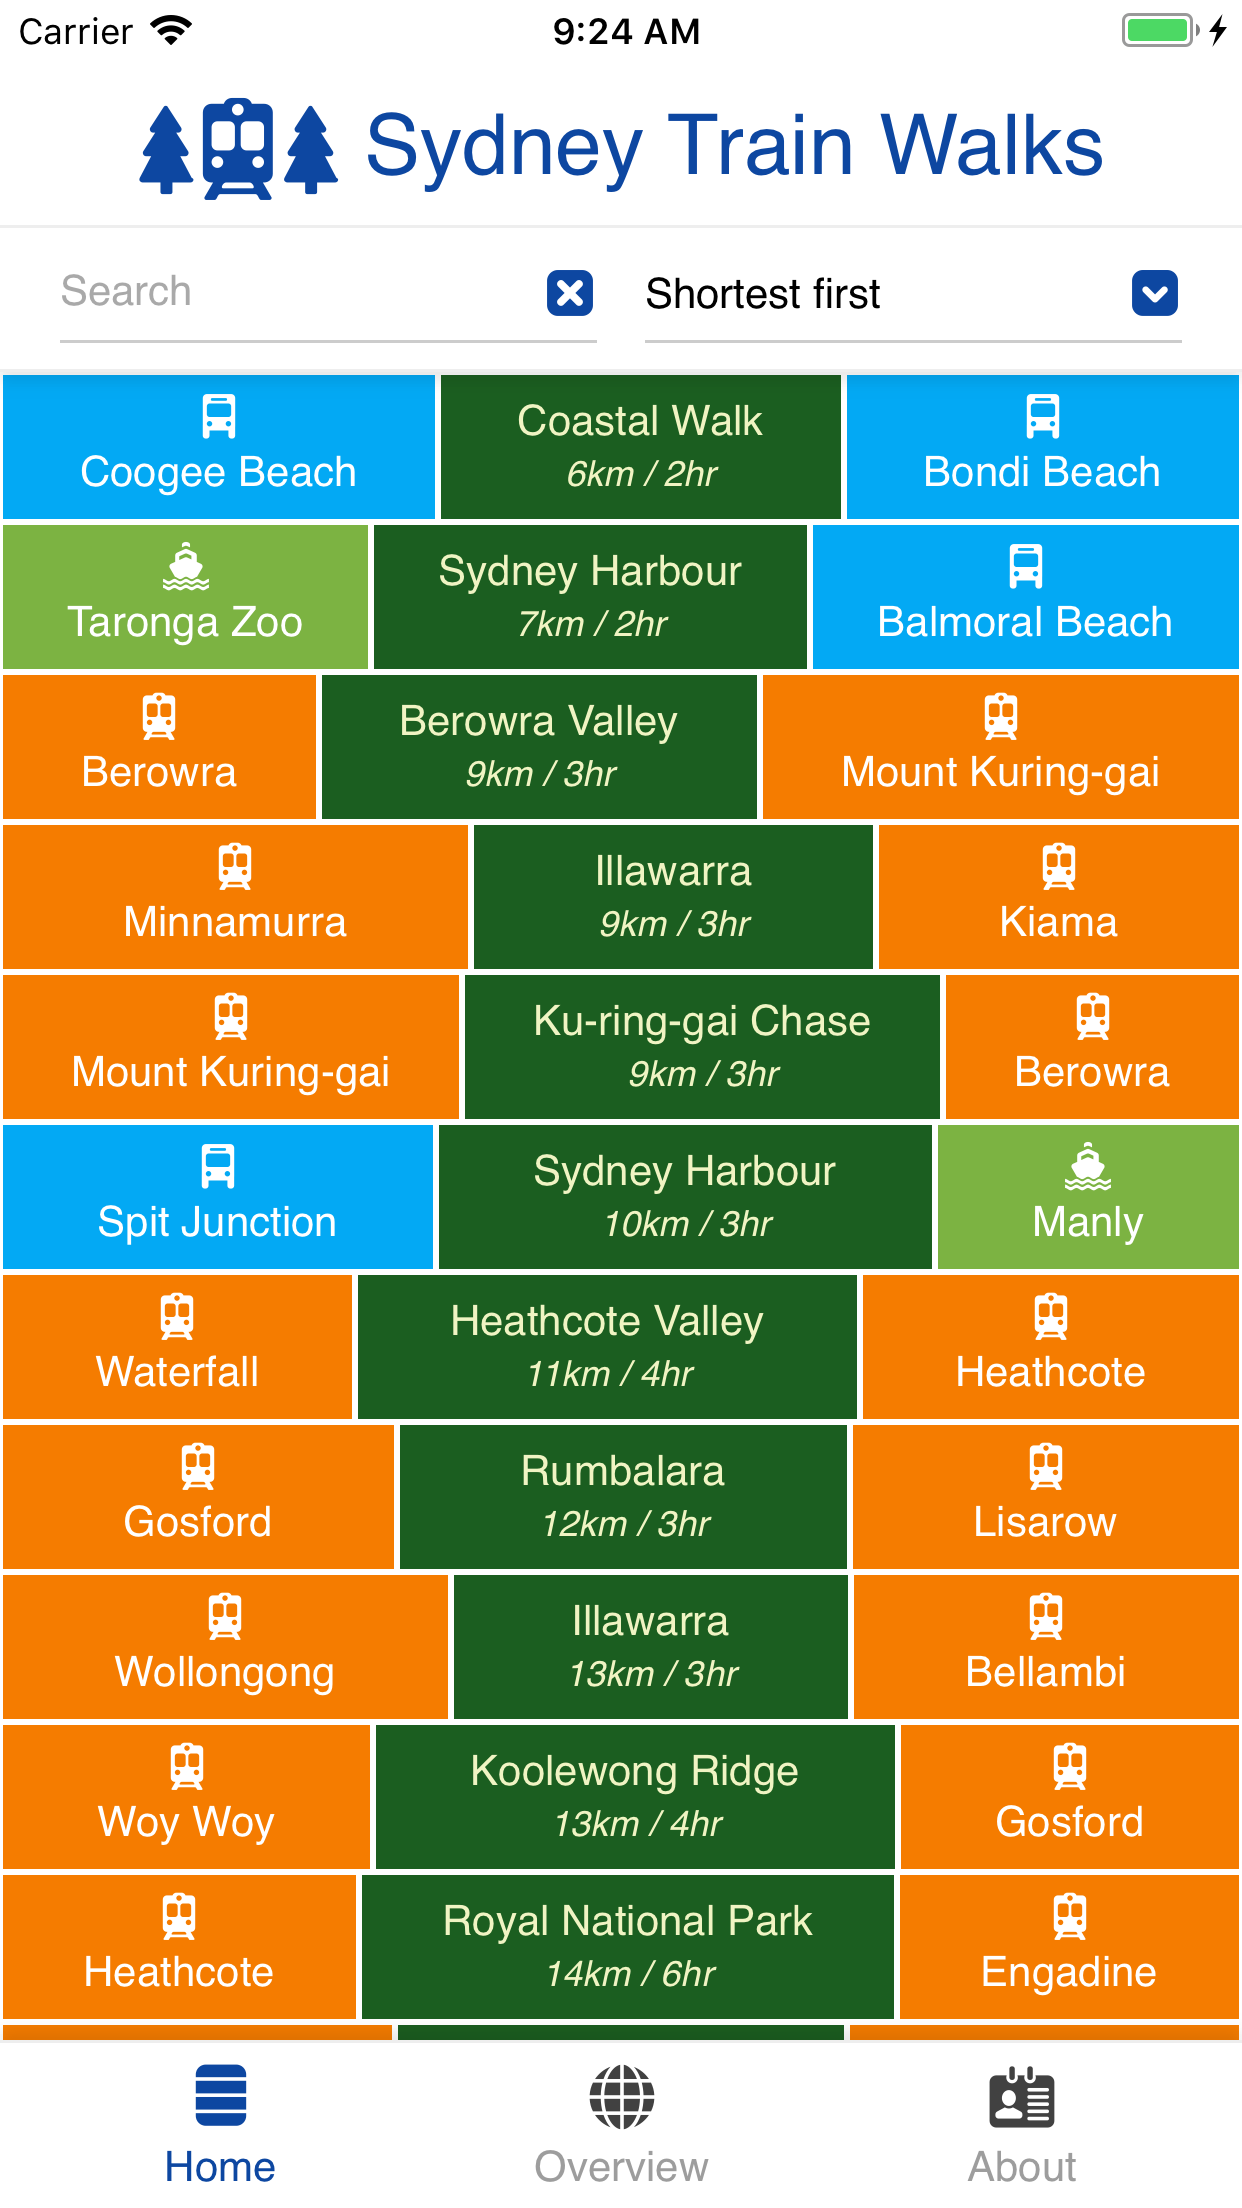 Carrier 9:24 AM
Sydney Train Walks
Search
Shortest first
Coogee Beach
Coastal Walk
6km / 2hr
Bondi Beach
Taronga Zoo
Sydney Harbour
7km / 2hr
Balmoral Beach
Berowra
Berowra Valley
9km / 3hr
Mount Kuring-gai
Minnamurra
Illawarra
9km / 3hr
Kiama
Mount Kuring-gai
Ku-ring-gai Chase
9km / 3hr
Berowra
Spit Junction
Sydney Harbour
10km / 3hr
Manly
Waterfall
Heathcote Valley
11km / 4hr
Heathcote
Gosford
Rumbalara
12km / 3hr
Lisarow
Wollongong
Illawarra
13km / 3hr
Bellambi
Woy Woy
Koolewong Ridge
13km / 4hr
Gosford
Heathcote
Royal National Park
14km / 6hr
Engadine
Home
Overview
About